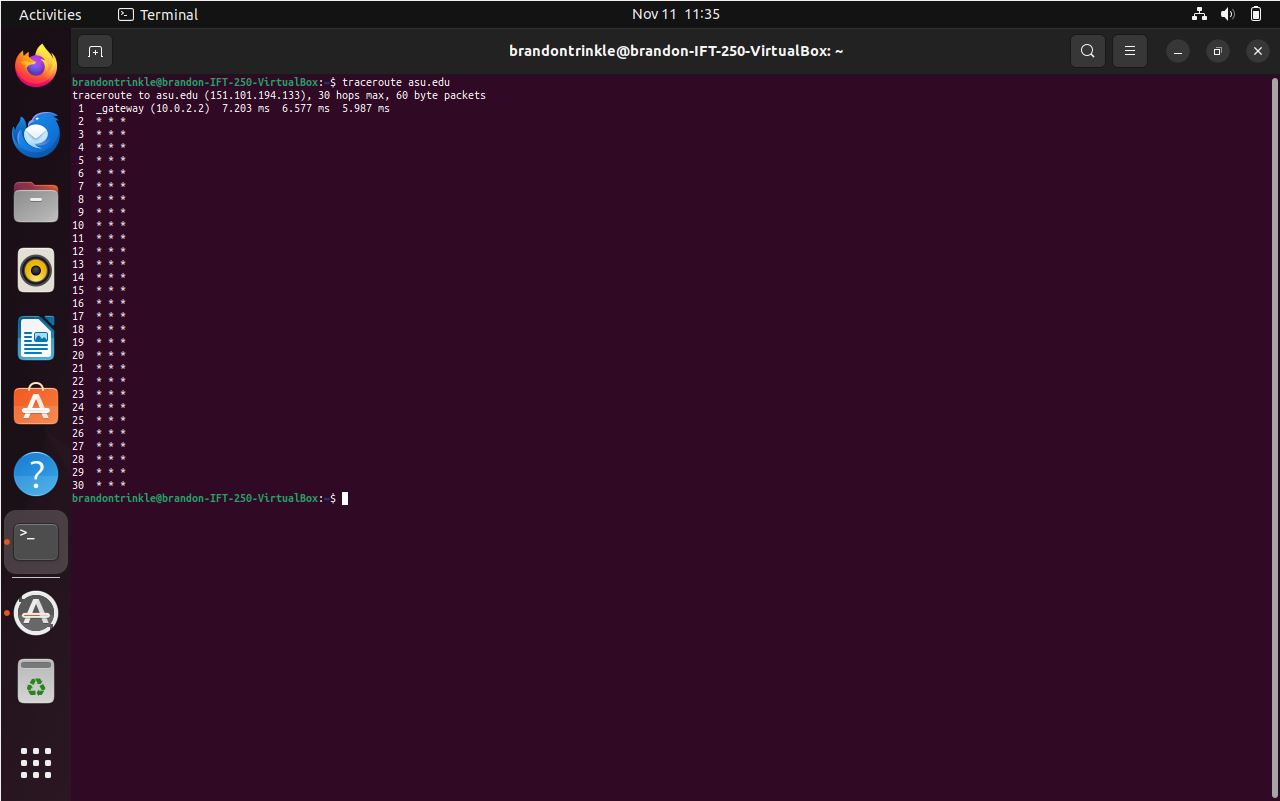 Activities Terminal Nov 11 11:35
brandontrinkle@brandon-IFT-250-VirtualBox: ~
brandontrinkle@brandon-IFT-250-VirtualBox:~$ traceroute asu.edu
traceroute to asu.edu (151.101.194.133), 30 hops max, 60 byte packets
1 _gateway (10.0.2.2) 7.203 ms 6.577 ms 5.987 ms
2 * * *
3 * * *
4 * * *
5 * * *
6 * * *
7 * * *
8 * * *
9 * * *
10 * * *
11 * * *
12 * * *
13 * * *
14 * * *
15 * * *
16 * * *
17 * * *
18 * * *
19 * * *
20 * * *
21 * * *
22 * * *
23 * * *
24 * * *
25 * * *
26 * * *
27 * * *
28 * * *
29 * * *
30 * * *
brandontrinkle@brandon-IFT-250-VirtualBox:~$